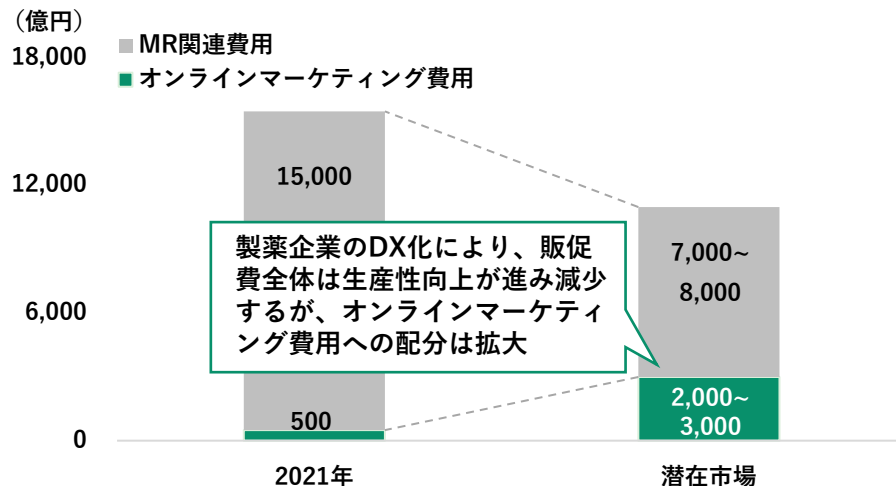 （億円）
18,000
MR関連費用
オンラインマーケティング費用
12,000
15,000
製薬企業のDX化により、販促
費全体は生産性向上が進み減少
するが、オンラインマーケティ
ング費用への配分は拡大
7,000~
8,000
6,000
500
2,000~
3,000
0
2021年
潜在市場